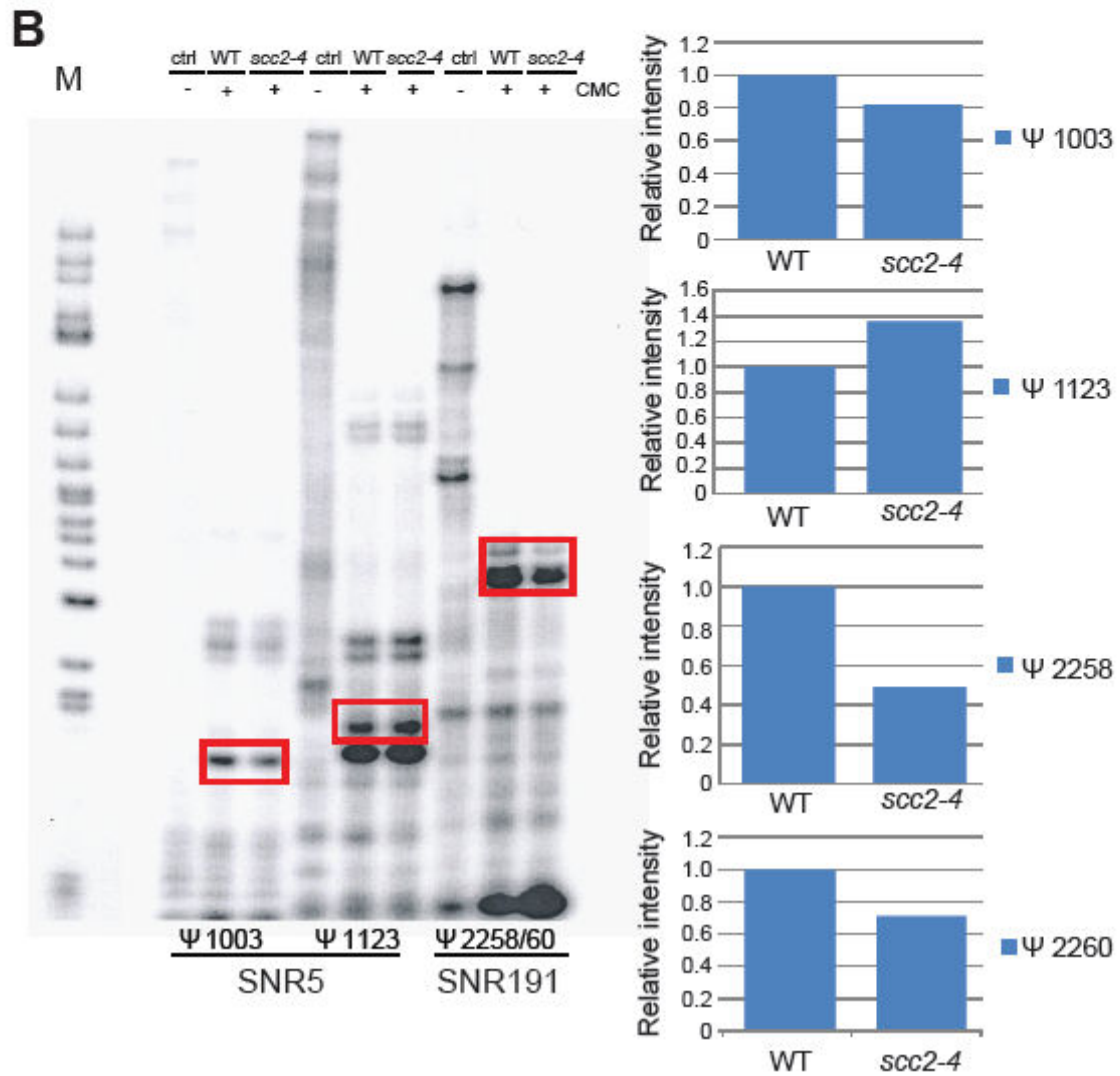 B
M
ctrl WT scc2-4 ctrl WT scc2-4 ctrl WT scc2-4
- + + - + + - + + CMC
Ψ 1003 Ψ 1123 Ψ 2258/60
SNR5 SNR191
Relative intensity
1.2
1.0
0.8
0.6
0.4
0.2
0
WT scc2-4
Ψ 1003
Relative intensity
1.6
1.4
1.2
1.0
0.8
0.6
0.4
0.2
0
WT scc2-4
Ψ 1123
Relative intensity
1.2
1.0
0.8
0.6
0.4
0.2
0
WT scc2-4
Ψ 2258
Relative intensity
1.2
1.0
0.8
0.6
0.4
0.2
0
WT scc2-4
Ψ 2260